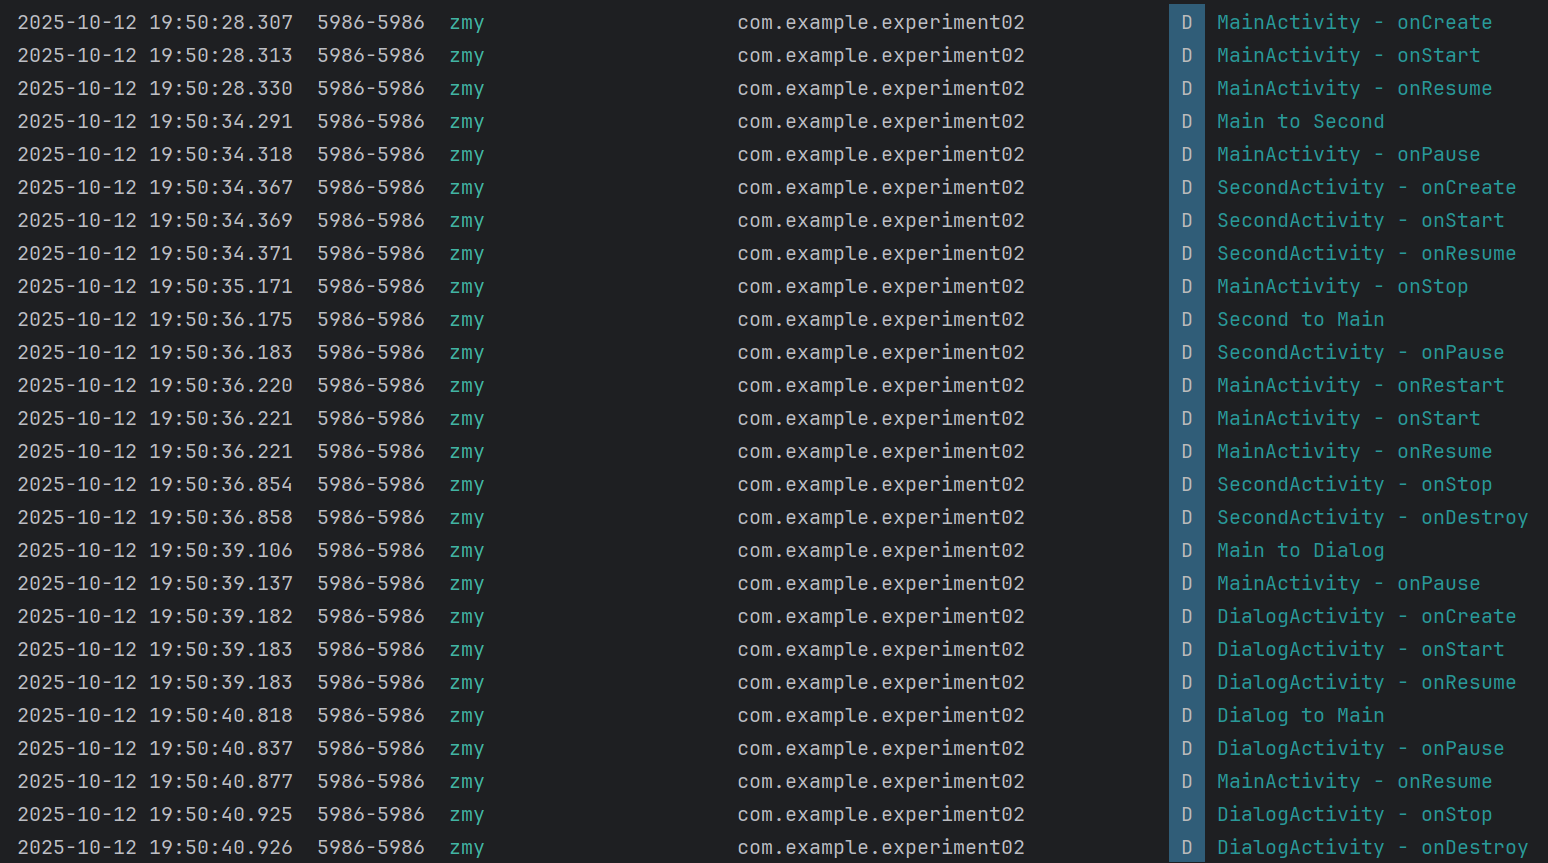 2025-10-12 19:50:28.307 5986-5986 zmy com.example.experiment02 D MainActivity - onCreate
2025-10-12 19:50:28.313 5986-5986 zmy com.example.experiment02 D MainActivity - onStart
2025-10-12 19:50:28.330 5986-5986 zmy com.example.experiment02 D MainActivity - onResume
2025-10-12 19:50:34.291 5986-5986 zmy com.example.experiment02 D Main to Second
2025-10-12 19:50:34.318 5986-5986 zmy com.example.experiment02 D MainActivity - onPause
2025-10-12 19:50:34.367 5986-5986 zmy com.example.experiment02 D SecondActivity - onCreate
2025-10-12 19:50:34.369 5986-5986 zmy com.example.experiment02 D SecondActivity - onStart
2025-10-12 19:50:34.371 5986-5986 zmy com.example.experiment02 D SecondActivity - onResume
2025-10-12 19:50:35.171 5986-5986 zmy com.example.experiment02 D MainActivity - onStop
2025-10-12 19:50:36.175 5986-5986 zmy com.example.experiment02 D Second to Main
2025-10-12 19:50:36.183 5986-5986 zmy com.example.experiment02 D SecondActivity - onPause
2025-10-12 19:50:36.220 5986-5986 zmy com.example.experiment02 D MainActivity - onRestart
2025-10-12 19:50:36.221 5986-5986 zmy com.example.experiment02 D MainActivity - onStart
2025-10-12 19:50:36.221 5986-5986 zmy com.example.experiment02 D MainActivity - onResume
2025-10-12 19:50:36.854 5986-5986 zmy com.example.experiment02 D SecondActivity - onStop
2025-10-12 19:50:36.858 5986-5986 zmy com.example.experiment02 D SecondActivity - onDestroy
2025-10-12 19:50:39.106 5986-5986 zmy com.example.experiment02 D Main to Dialog
2025-10-12 19:50:39.137 5986-5986 zmy com.example.experiment02 D MainActivity - onPause
2025-10-12 19:50:39.182 5986-5986 zmy com.example.experiment02 D DialogActivity - onCreate
2025-10-12 19:50:39.183 5986-5986 zmy com.example.experiment02 D DialogActivity - onStart
2025-10-12 19:50:39.183 5986-5986 zmy com.example.experiment02 D DialogActivity - onResume
2025-10-12 19:50:40.818 5986-5986 zmy com.example.experiment02 D Dialog to Main
2025-10-12 19:50:40.837 5986-5986 zmy com.example.experiment02 D DialogActivity - onPause
2025-10-12 19:50:40.877 5986-5986 zmy com.example.experiment02 D MainActivity - onResume
2025-10-12 19:50:40.925 5986-5986 zmy com.example.experiment02 D DialogActivity - onStop
2025-10-12 19:50:40.926 5986-5986 zmy com.example.experiment02 D DialogActivity - onDestroy